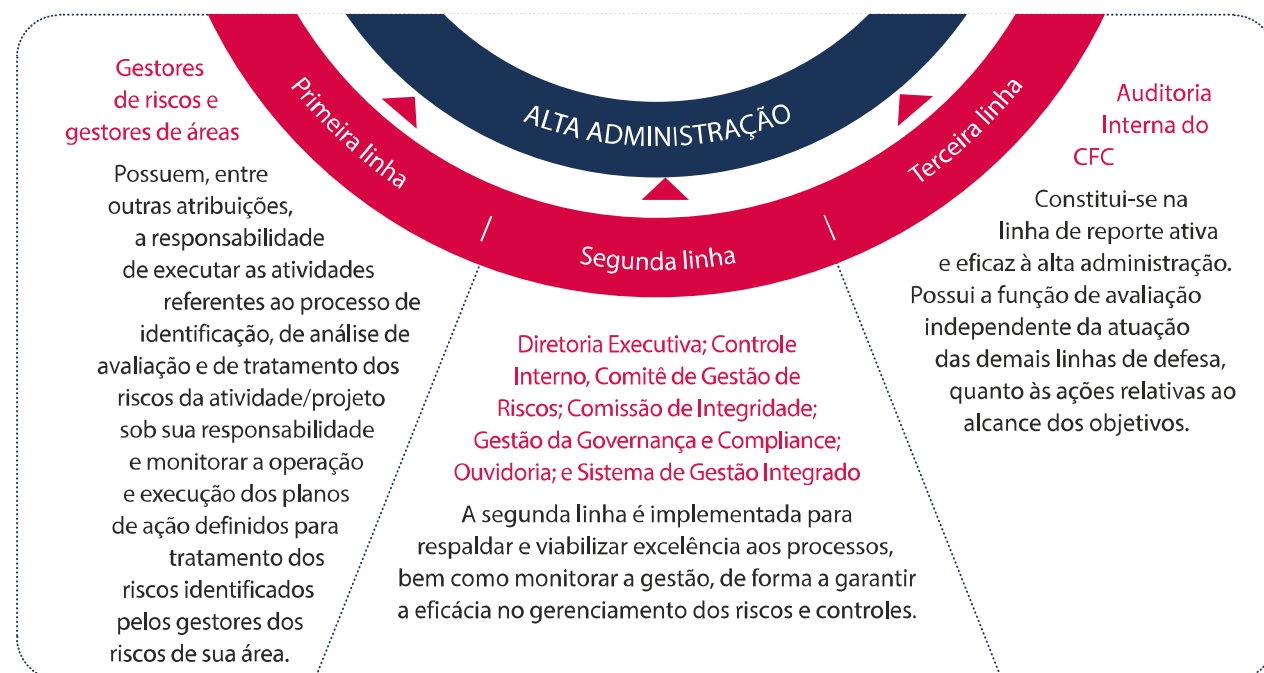 ALTA ADMINISTRAÇÃO
Primeira linha
Gestores
de riscos e
gestores de áreas
Possuem, entre
outras atribuições,
a responsabilidade
de executar as atividades
referentes ao processo de
identificação, de análise de
avaliação e de tratamento dos
riscos da atividade/projeto
sob sua responsabilidade
e monitorar a operação
e execução dos planos
de ação definidos para
tratamento dos
riscos identificados
pelos gestores dos
riscos de sua área.
Segunda linha
Diretoria Executiva; Controle
Interno, Comitê de Gestão de
Riscos; Comissão de Integridade;
Gestão da Governança e Compliance;
Ouvidoria; e Sistema de Gestão Integrado
A segunda linha é implementada para
respaldar e viabilizar excelência aos processos,
bem como monitorar a gestão, de forma a garantir
a eficácia no gerenciamento dos riscos e controles.
Terceira linha
Auditoria
Interna do
CFC
Constitui-se na
linha de reporte ativa
e eficaz à alta administração.
Possui a função de avaliação
independente da atuação
das demais linhas de defesa,
quanto às ações relativas ao
alcance dos objetivos.